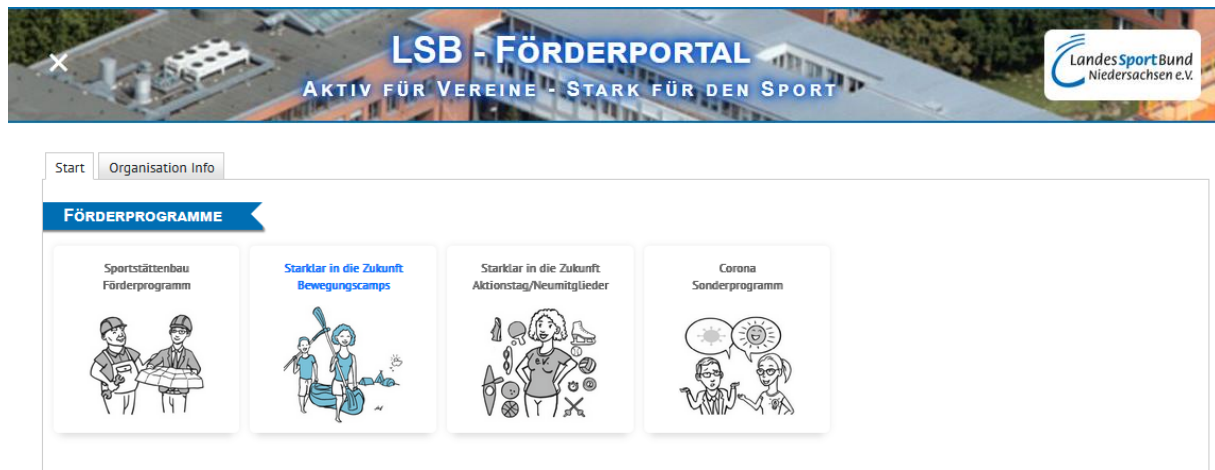 LSB - Förderportal
Aktiv für Vereine - Stark für den Sport
LandesSportBund
Niedersachsen e.V.
Start
Organisation Info
Förderprogramme
Sportstättenbau
Förderprogramm
Starklar in die Zukunft
Bewegungscamps
Starklar in die Zukunft
Aktionstag/Neumitglieder
e.V.
Corona
Sonderprogramm